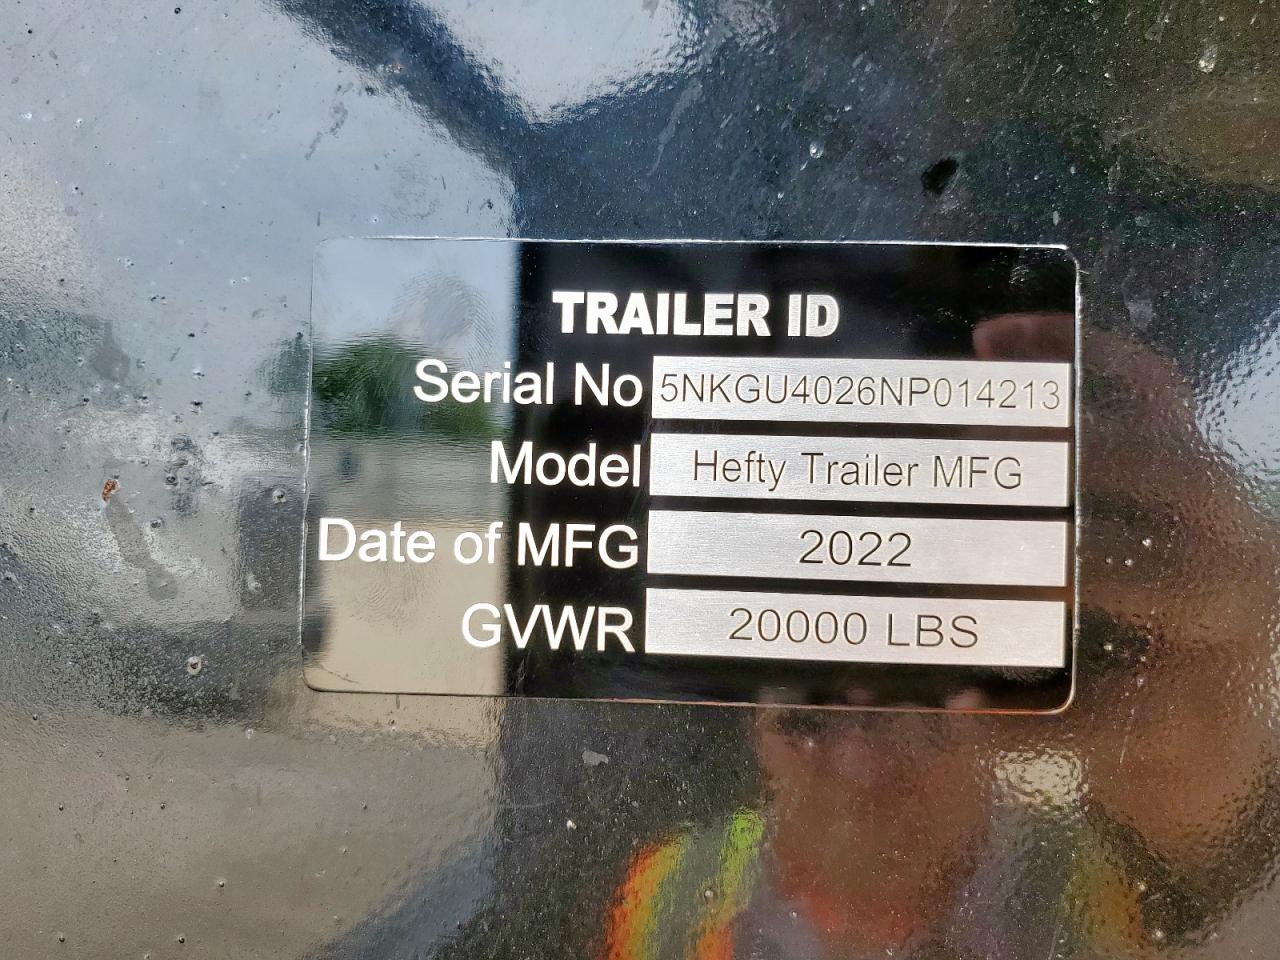 TRAILER ID
Serial No 5NKGU4026NP014213
Model Hefty Trailer MFG
Date of MFG 2022
GVWR 20000 LBS